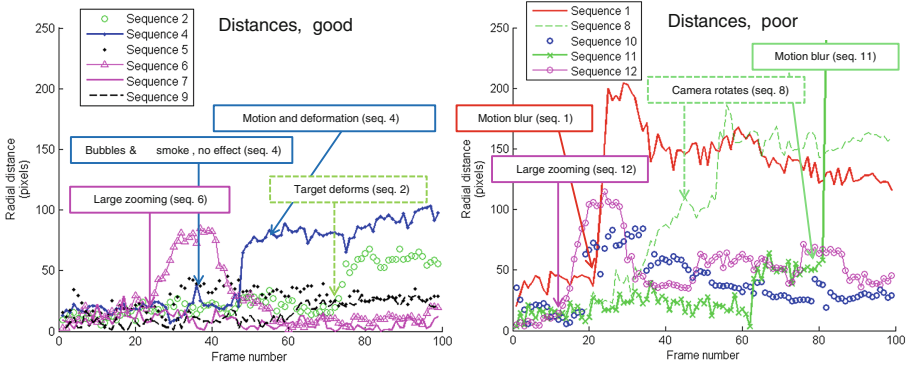 Distances, good
Sequence 2
Sequence 4
Sequence 5
Sequence 6
Sequence 7
Sequence 9
Radial distance
(pixels)
250
200
150
100
50
0
Motion and deformation (seq. 4)
Bubbles & smoke , no effect (seq. 4)
Target deforms (seq. 2)
Large zooming (seq. 6)
0 20 40 60 80 100
Frame number
Distances, poor
Sequence 1
Sequence 8
Sequence 10
Sequence 11
Sequence 12
Radial distance
(pixels)
250
200
150
100
50
0
Motion blur (seq. 11)
Camera rotates (seq. 8)
Motion blur (seq. 1)
Large zooming (seq. 12)
0 20 40 60 80 100
Frame number